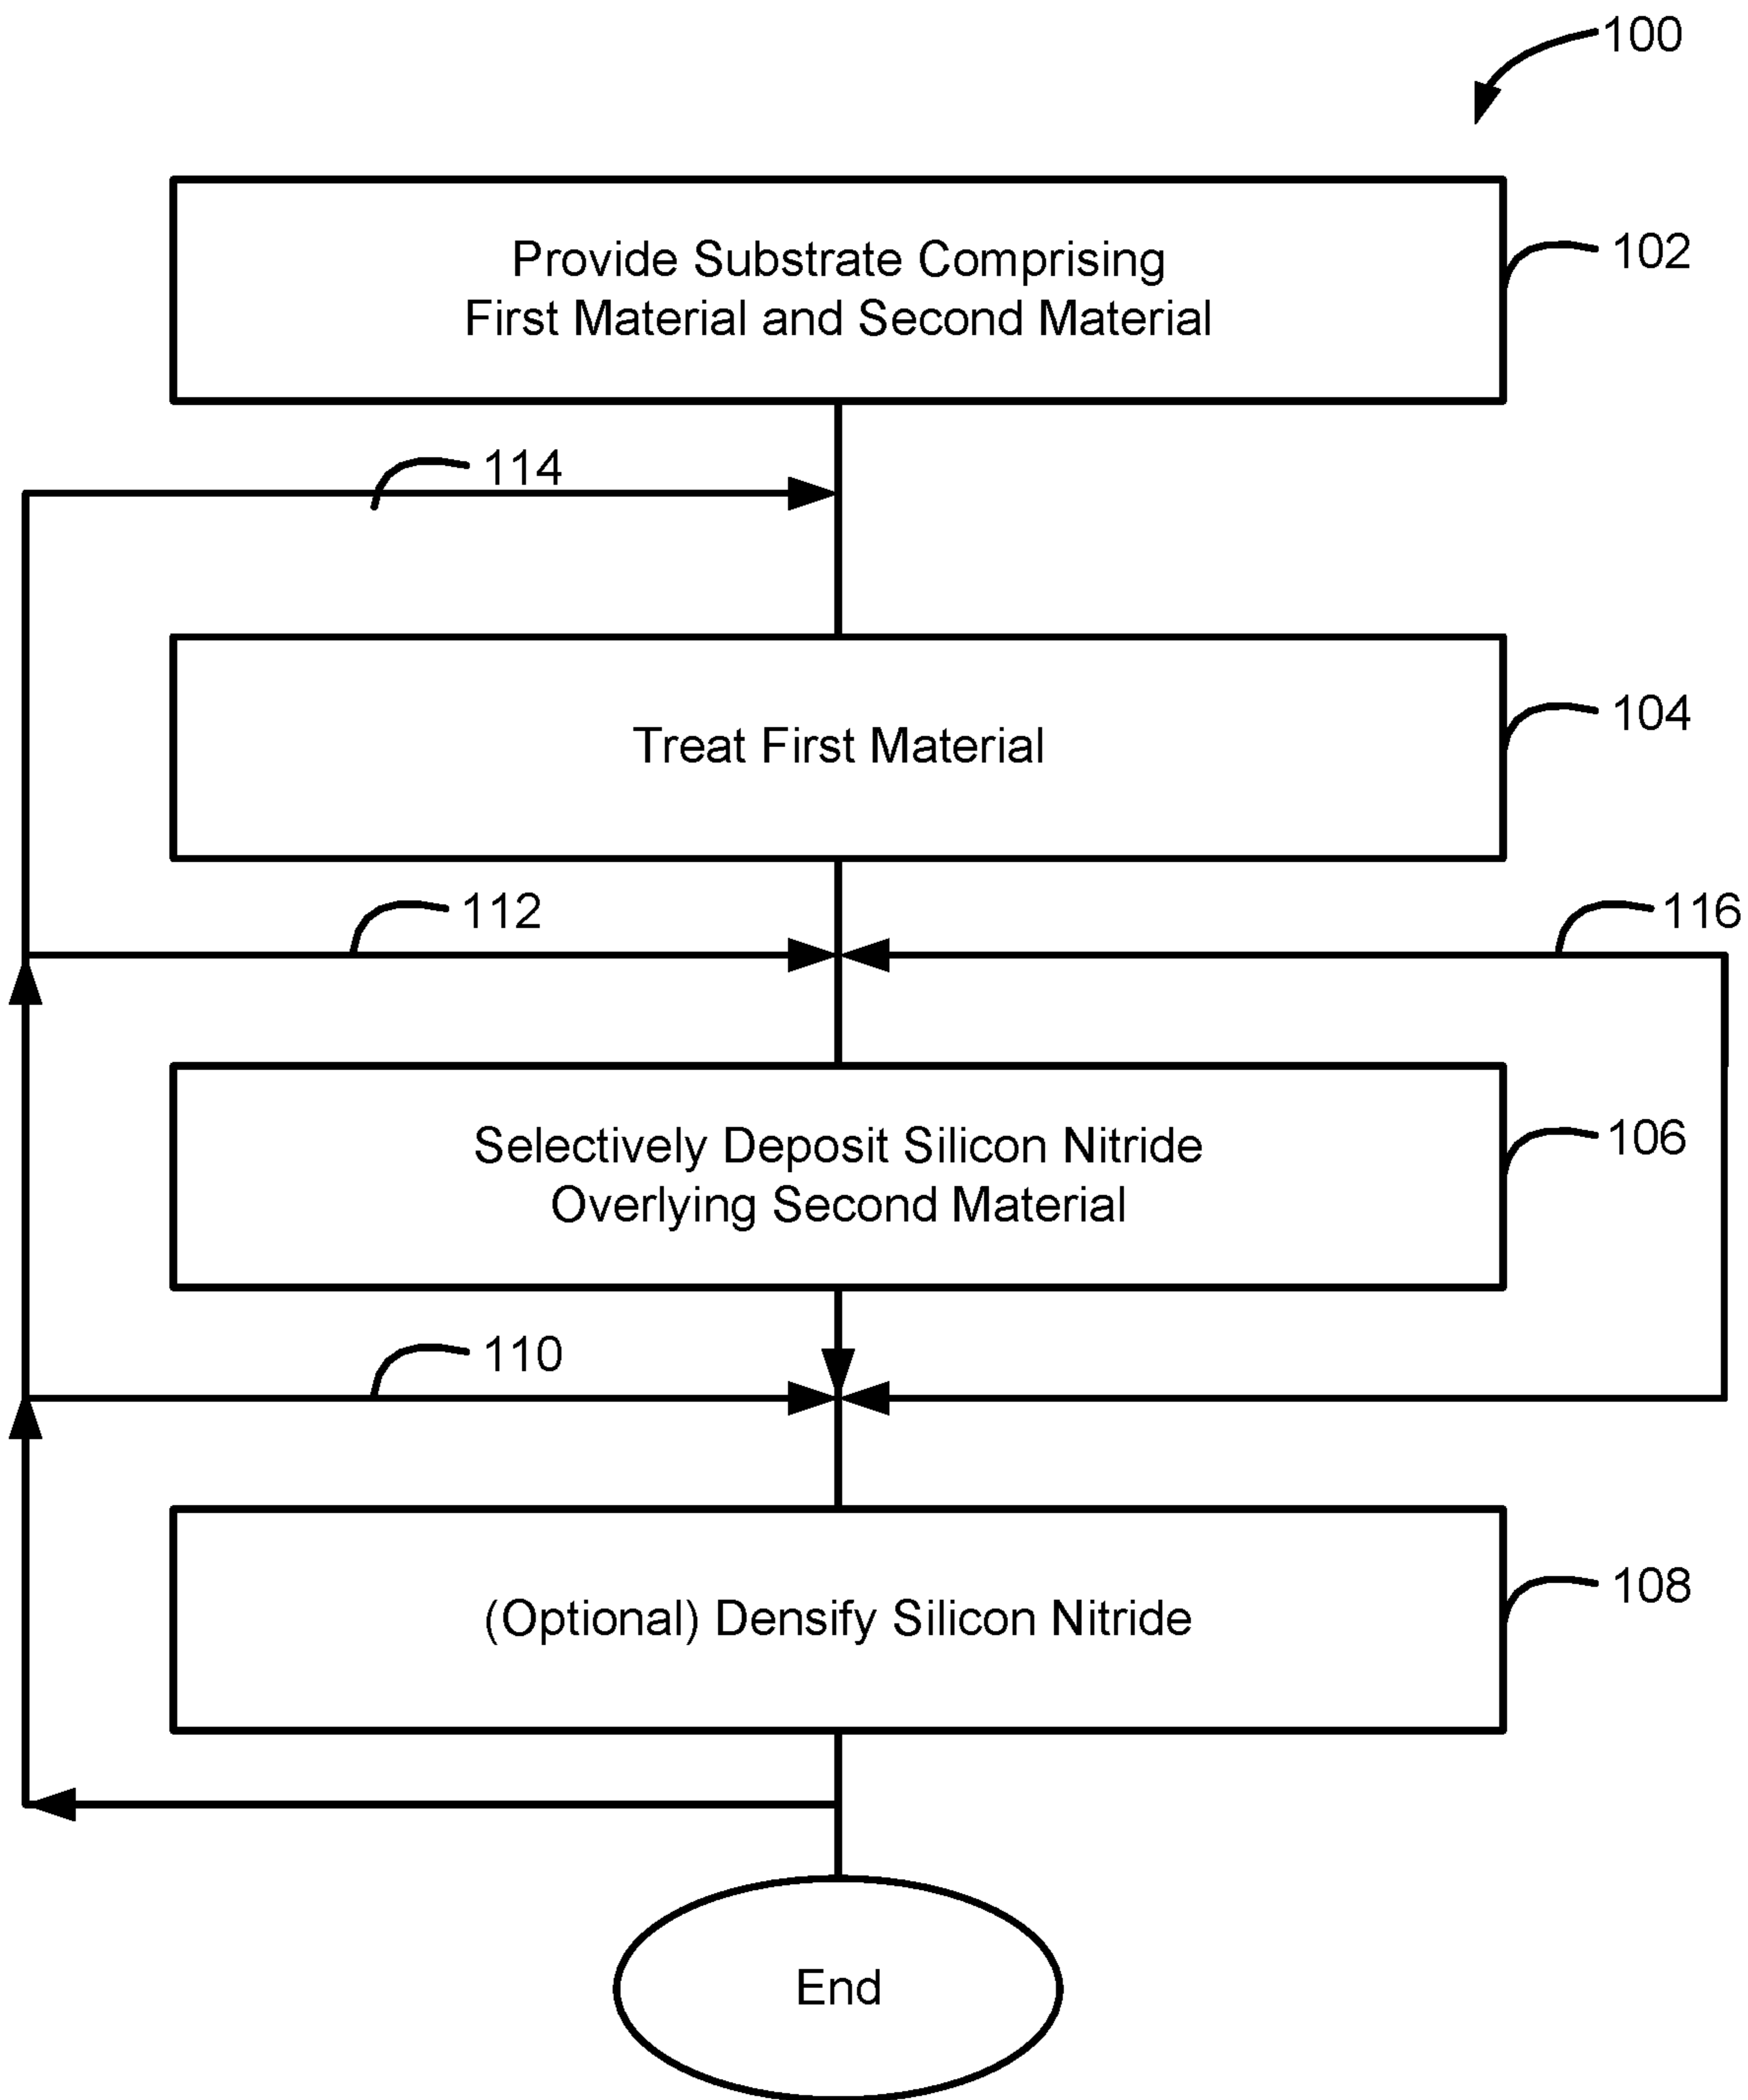 100
Provide Substrate Comprising
First Material and Second Material
102
114
Treat First Material
104
112
116
Selectively Deposit Silicon Nitride
Overlying Second Material
106
110
(Optional) Densify Silicon Nitride
108
End